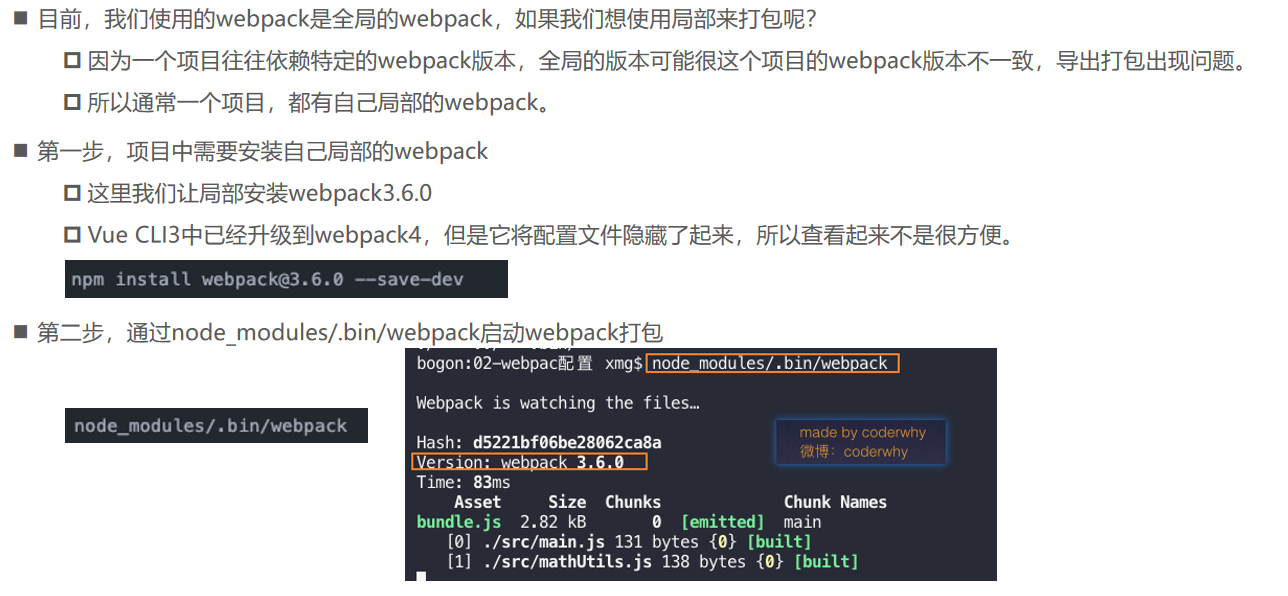 目前，我们使用的webpack是全局的webpack，如果我们想使用局部来打包呢？
因为一个项目往往依赖特定的webpack版本，全局的版本可能很这个项目的webpack版本不一致，导出打包出现问题。
所以通常一个项目，都有自己局部的webpack。
第一步，项目中需要安装自己局部的webpack
这里我们让局部安装webpack3.6.0
Vue CLI3中已经升级到webpack4，但是它将配置文件隐藏了起来，所以查看起来不是很方便。
npm install webpack@3.6.0 --save-dev
第二步，通过node_modules/.bin/webpack启动webpack打包
node_modules/.bin/webpack
bogon:02-webpac配置 xmg$ node_modules/.bin/webpack
Webpack is watching the files…
made by coderwhy
微博：coderwhy
Hash: d5221bf06be28062ca8a
Version: webpack 3.6.0
Time: 83ms
Asset Size Chunks Chunk Names
bundle.js 2.82 kB 0 [emitted] main
[0] ./src/main.js 131 bytes {0} [built]
[1] ./src/mathUtils.js 138 bytes {0} [built]